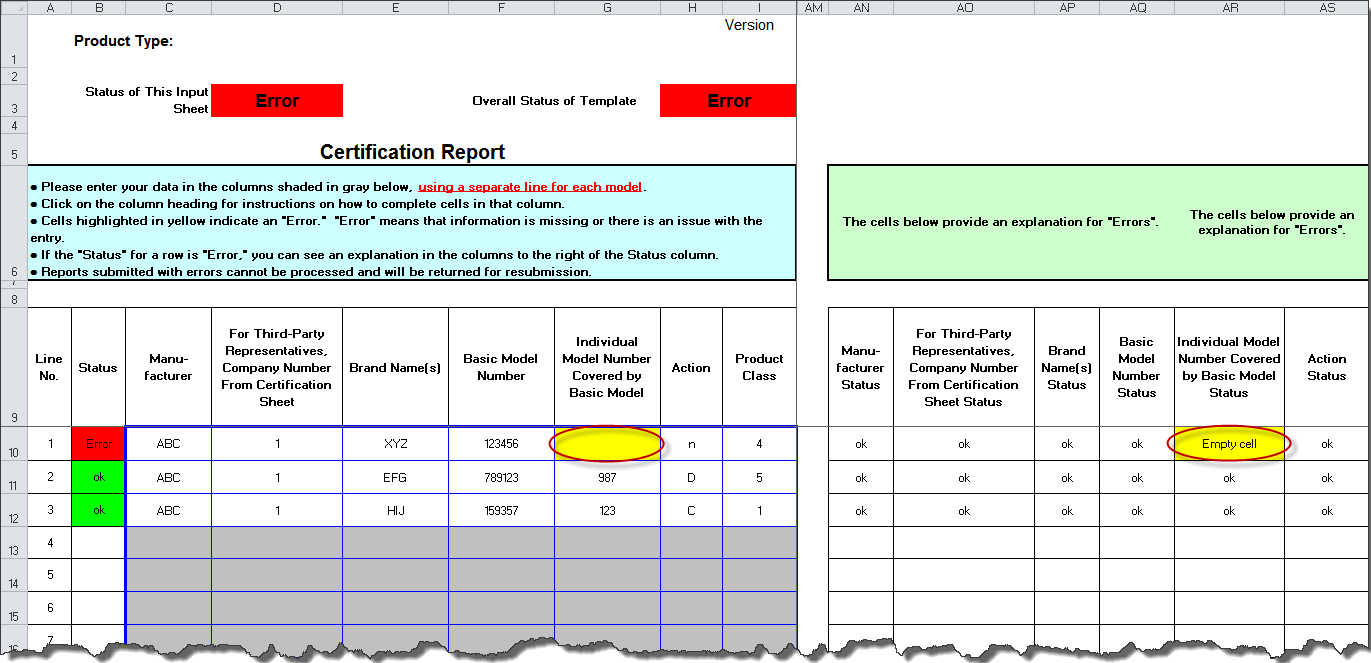 A B C D E F G H I AM AN AO AP AQ AR AS
Version
Product Type:
1
2
Status of This Input
Sheet
Error
Overall Status of Template
Error
3
4
Certification Report
5
• Please enter your data in the columns shaded in gray below, using a separate line for each model.
• Click on the column heading for instructions on how to complete cells in that column.
• Cells highlighted in yellow indicate an "Error." "Error" means that information is missing or there is an issue with the
entry.
• If the "Status" for a row is "Error," you can see an explanation in the columns to the right of the Status column.
• Reports submitted with errors cannot be processed and will be returned for resubmission.
The cells below provide an explanation for "Errors".
The cells below provide an
explanation for "Errors".
6
7
8
Line
No.
Status
Manu-
facturer
For Third-Party
Representatives,
Company Number
From Certification
Sheet
Brand Name(s)
Basic Model
Number
Individual
Model Number
Covered by
Basic Model
Action
Product
Class
Manu-
facturer
Status
For Third-Party
Representatives,
Company Number
From Certification
Sheet Status
Brand
Name(s)
Status
Basic
Model
Number
Status
Individual Model
Number Covered
by Basic Model
Status
Action
Status
9
10 1 Error ABC 1 XYZ 123456 n 4 ok ok ok ok Empty cell ok
11 2 ok ABC 1 EFG 789123 987 D 5 ok ok ok ok ok ok
12 3 ok ABC 1 HIJ 159357 123 C 1 ok ok ok ok ok ok
13 4
14 5
15 6
16 7